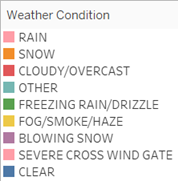 Weather Condition
RAIN
SNOW
CLOUDY/OVERCAST
OTHER
FREEZING RAIN/DRIZZLE
FOG/SMOKE/HAZE
BLOWING SNOW
SEVERE CROSS WIND GATE
CLEAR